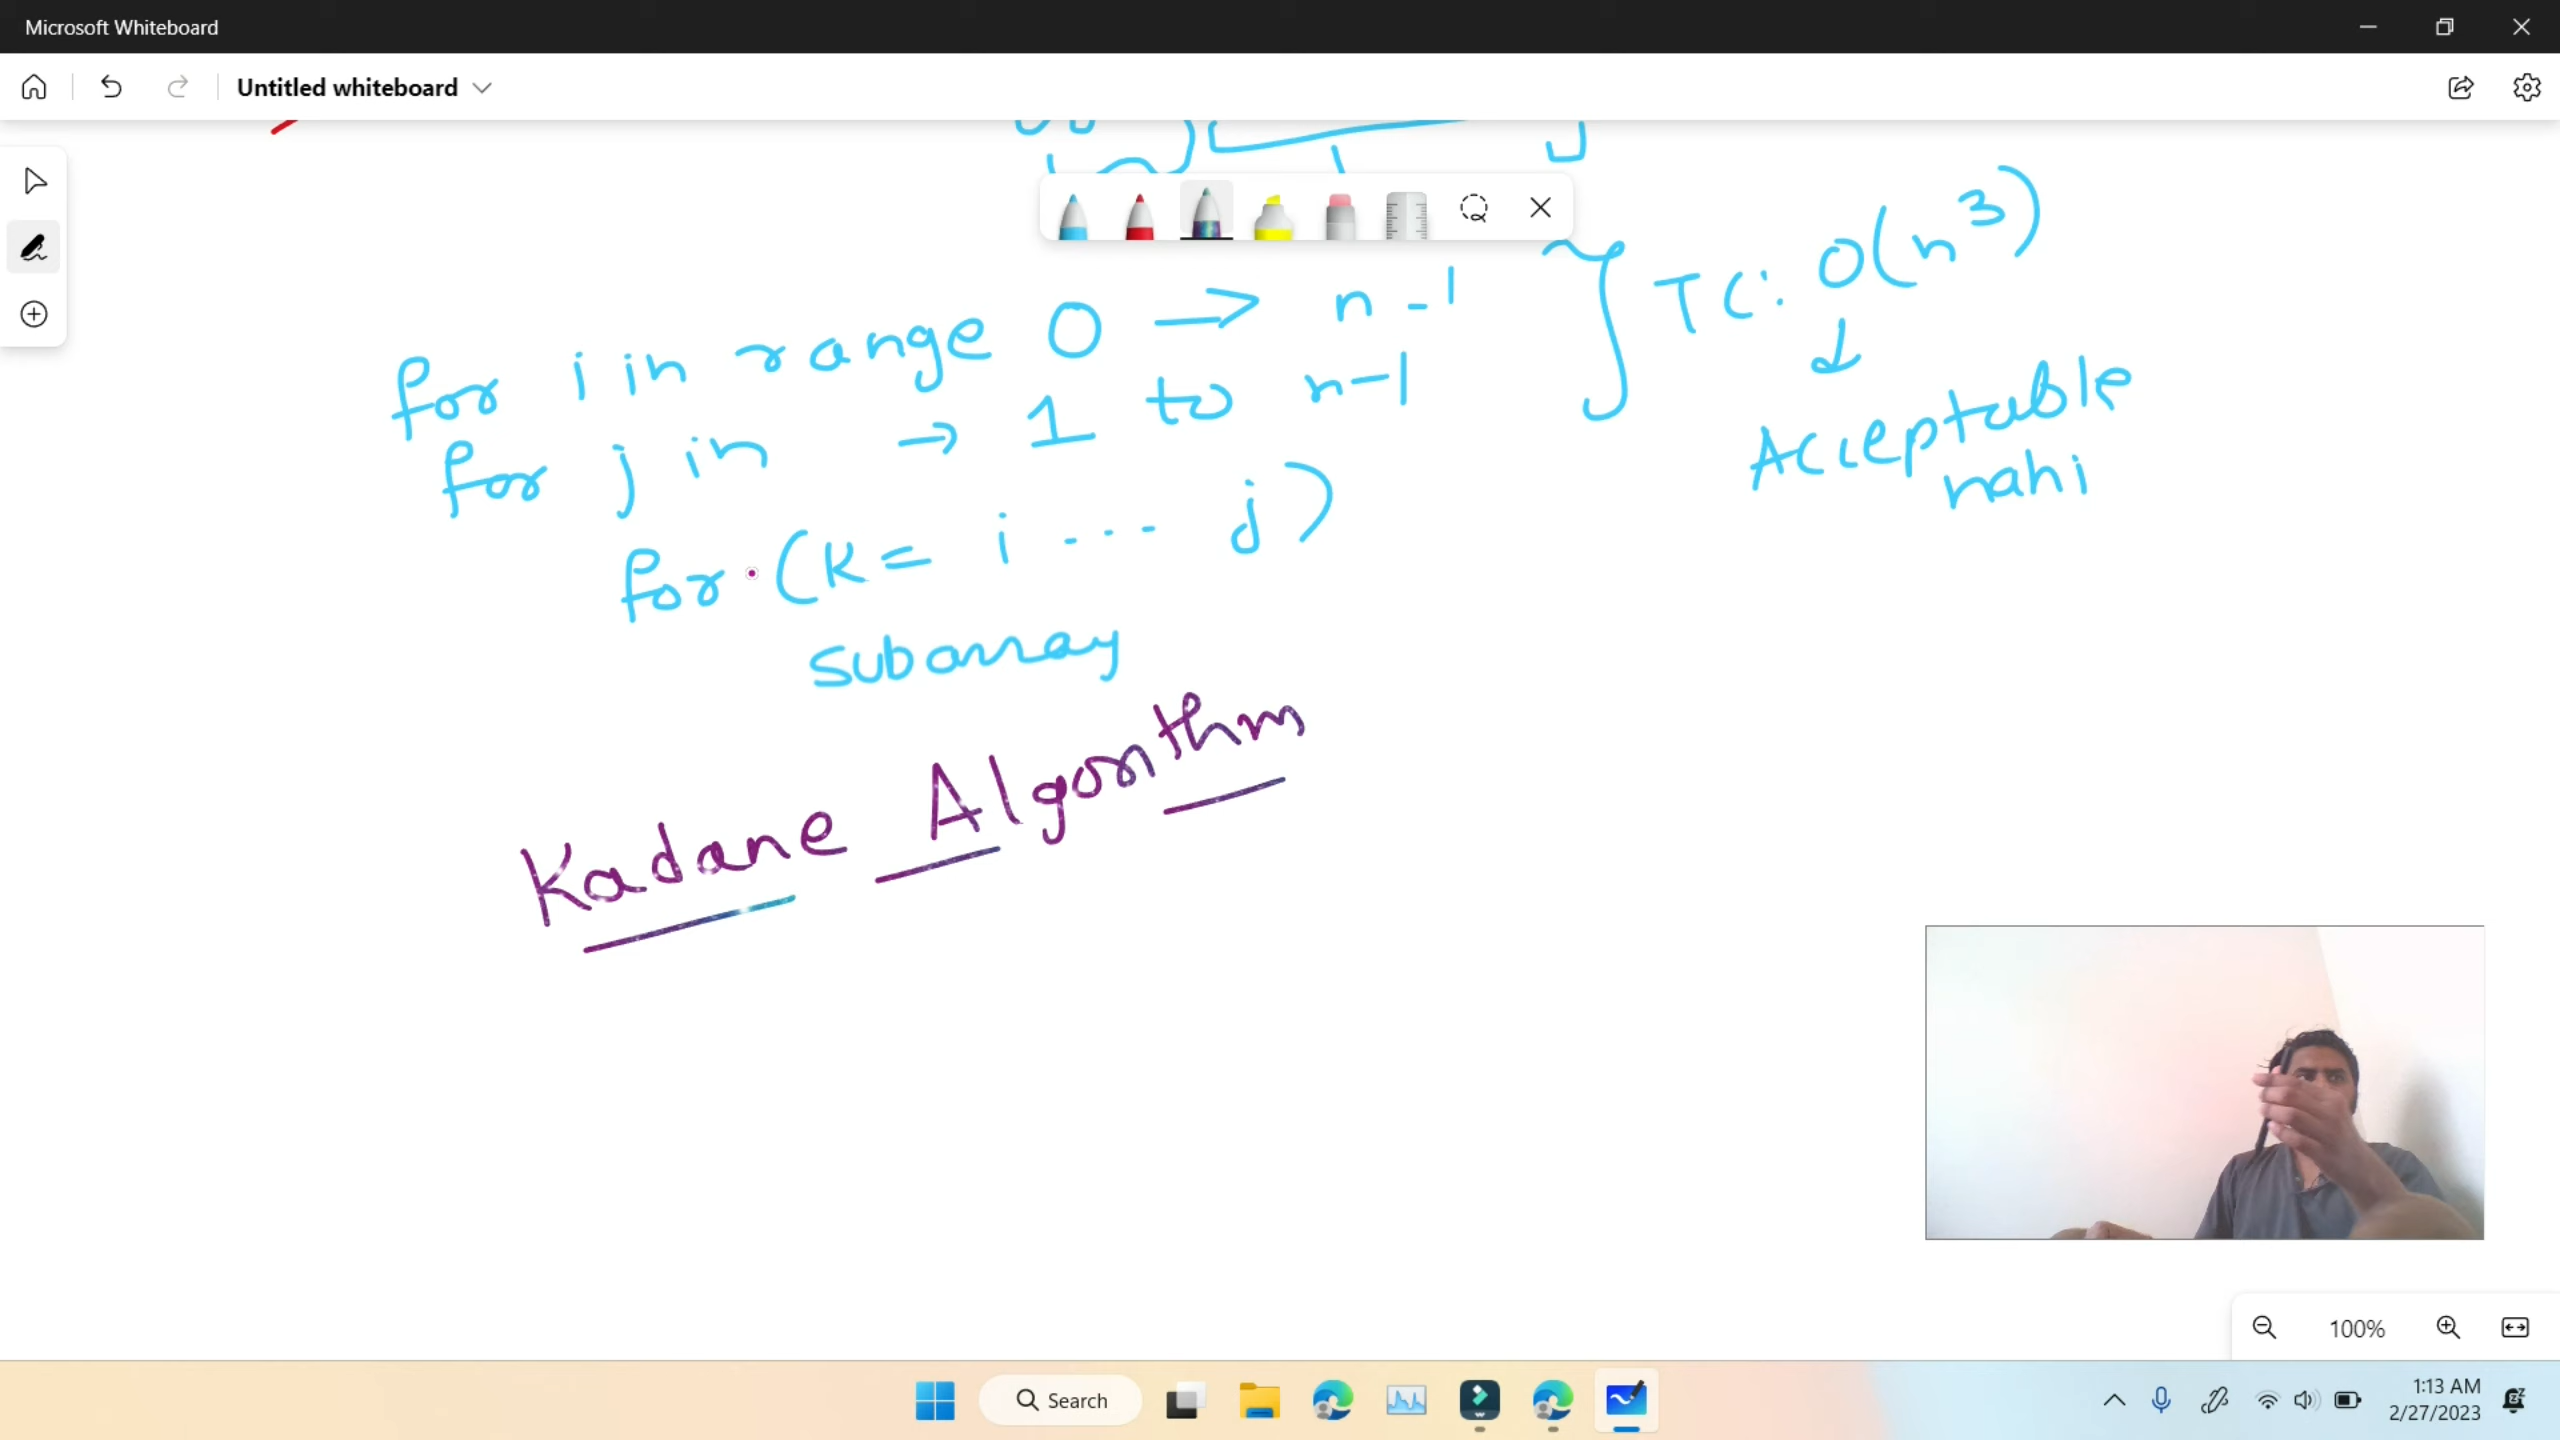 Microsoft Whiteboard
Untitled whiteboard
for i in range 0 → n-1
for j in → 1 to n-1
for (k = i ... j)
subarray
} TC: O(n³)
↓
Acceptable
nahi
Kadane Algorithm
100%
Search
1:13 AM
2/27/2023